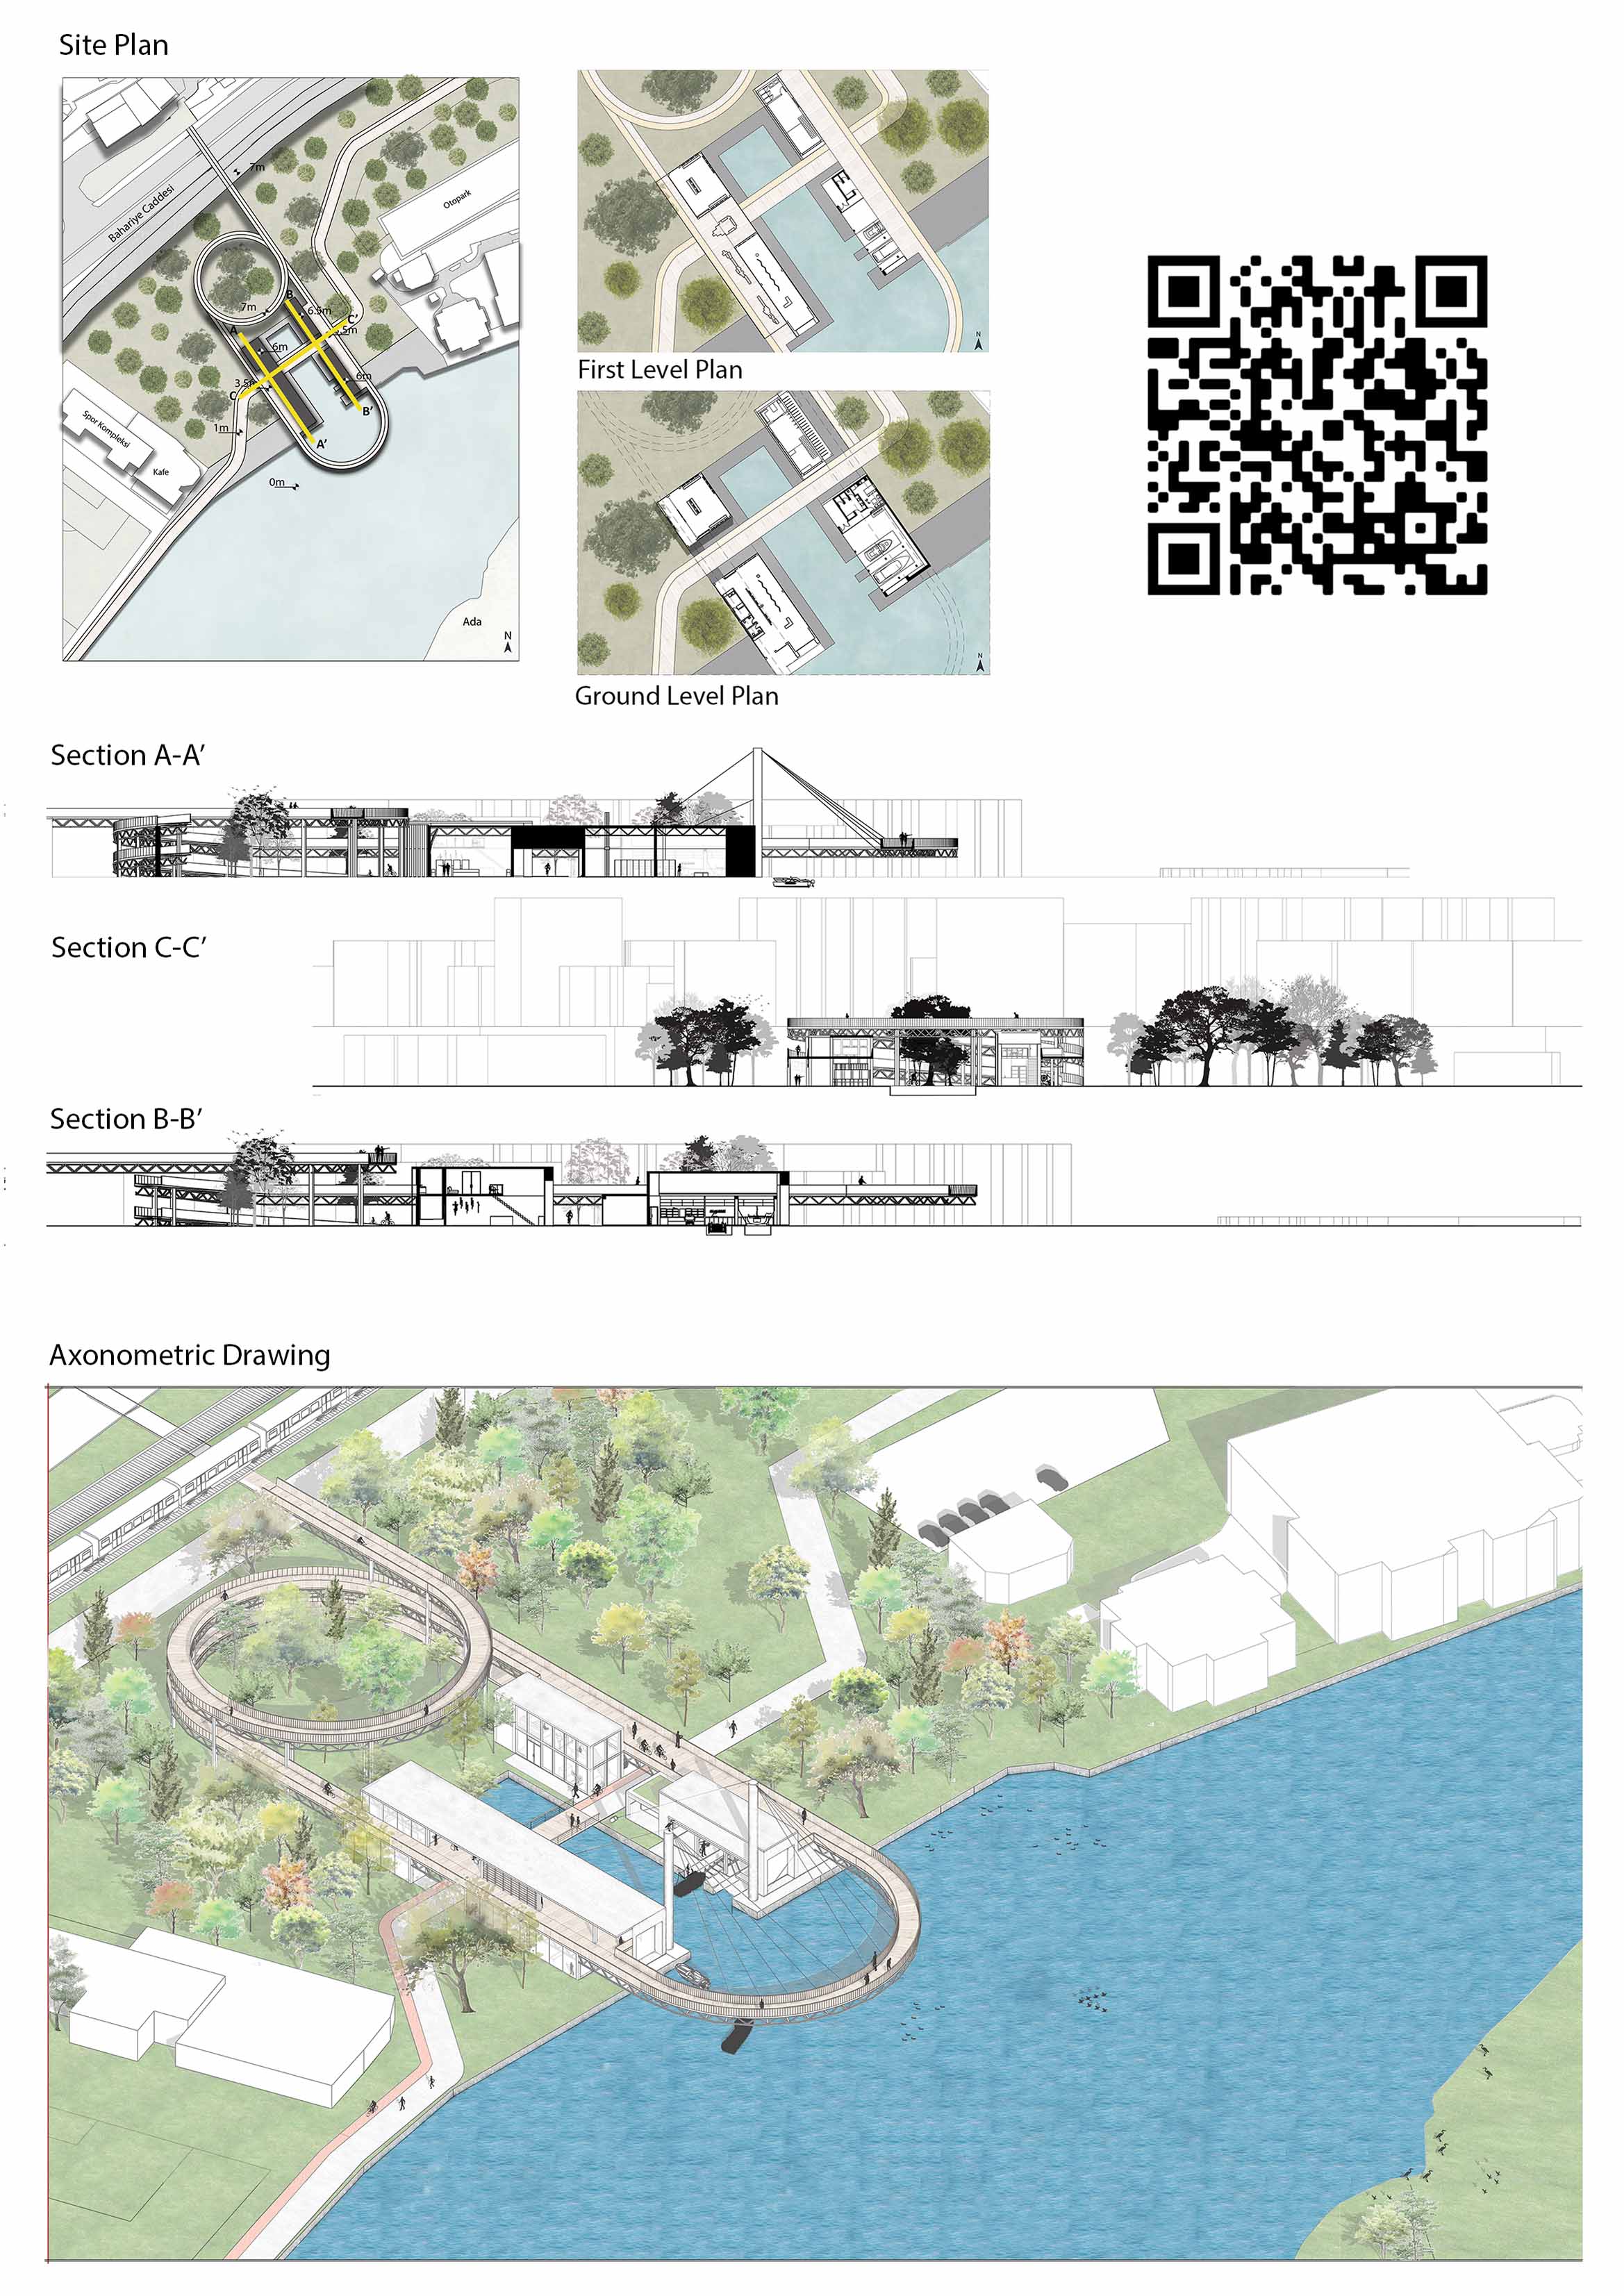 Site Plan
Bahariye Caddesi
7m
Otopark
7m
B
6.5m
C'
A
6m
3.5m
6m
C
B'
1m
A'
Spor Kompleksi
Kafe
0m
Ada
N
N
First Level Plan
N
Ground Level Plan
Section A-A'
Section C-C'
Section B-B'
Axonometric Drawing